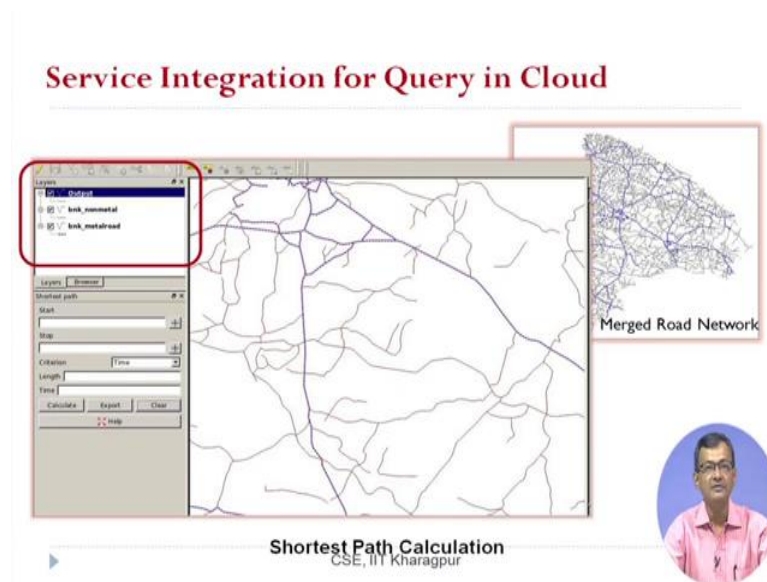 Service Integration for Query in Cloud
Layers
Output
bnk_nonmetal
bnk_metalroad
Layers Browser
Shortest path
Start
Stop
Criterion Time
Length
Time
Calculate Export Clear
Help
Merged Road Network
Shortest Path Calculation
CSE, IIT Kharagpur